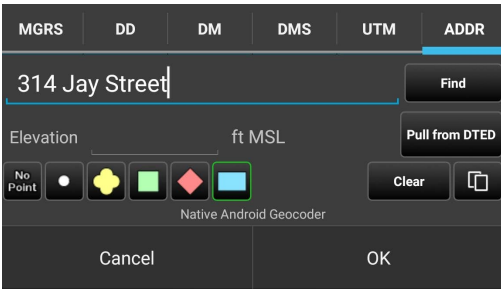 MGRS DD DM DMS UTM ADDR
314 Jay Street Find
Elevation ft MSL Pull from DTED
No
Point Clear
Native Android Geocoder
Cancel OK